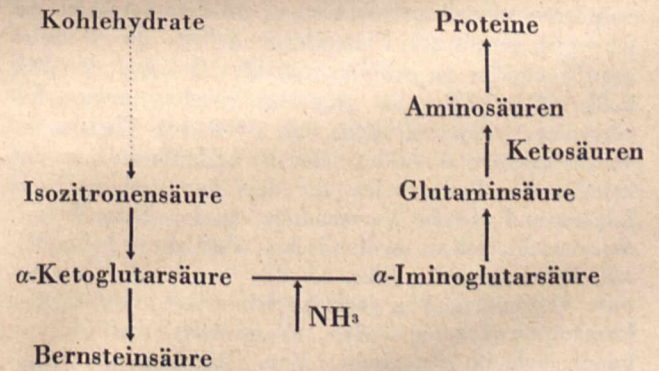 Kohlehydrate Proteine
Aminosäuren
Ketosäuren
Isozitronensäure Glutaminsäure
α-Ketoglutarsäure α-Iminoglutarsäure
NH₃
Bernsteinsäure